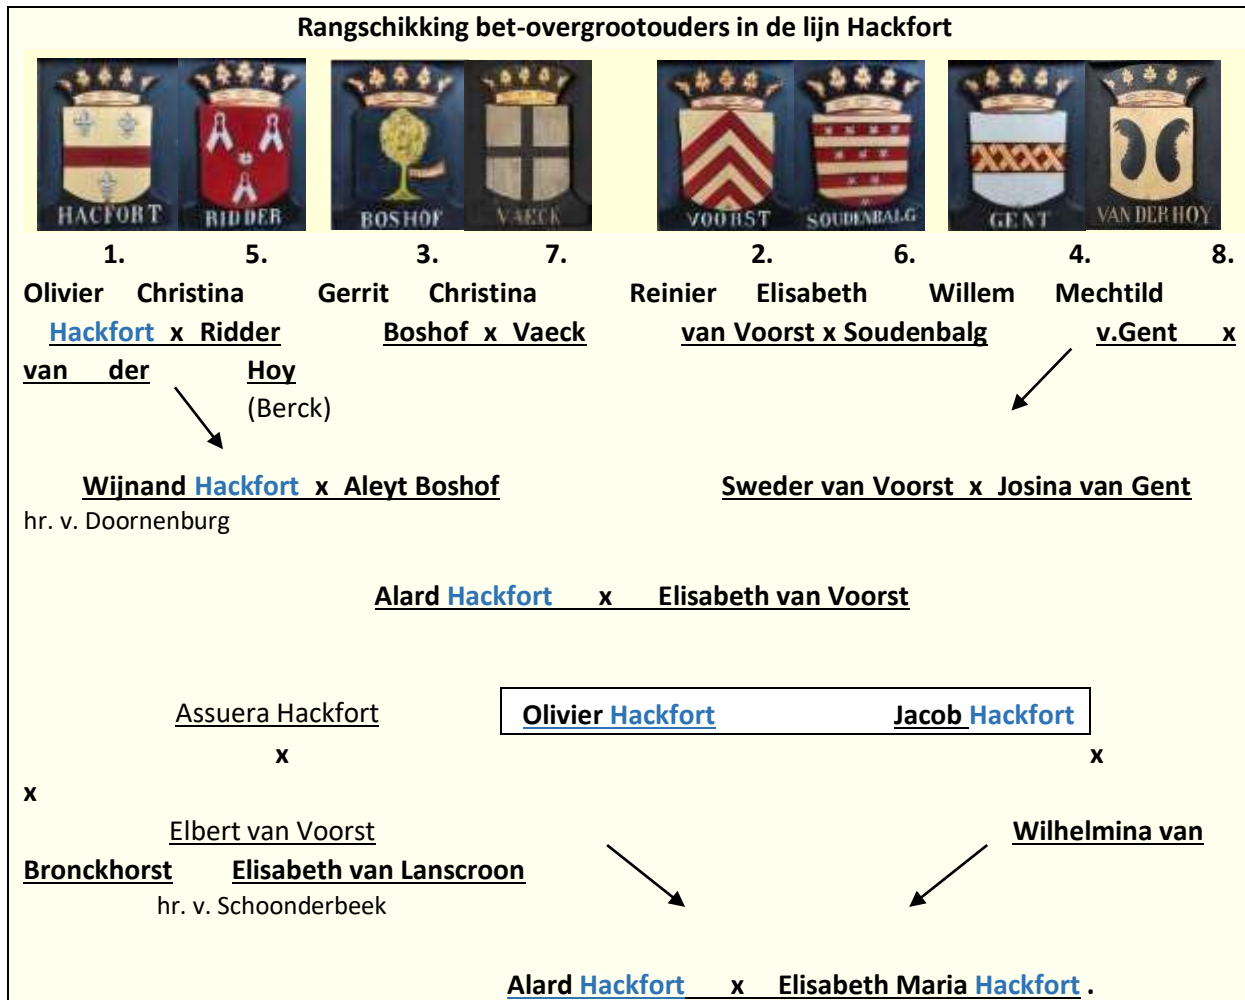 Rangschikking bet-overgrootouders in de lijn Hackfort
HACFORT RIDDER BOSHOF VAECK VOORST SOUDENBALG GENT VAN DER HOY
1. 5. 3. 7. 2. 6. 4. 8.
Olivier Christina Gerrit Christina Reinier Elisabeth Willem Mechtild
Hackfort x Ridder Boshof x Vaeck van Voorst x Soudenbalg v.Gent x
van der Hoy
(Berck)
Wijnand Hackfort x Aleyt Boshof Sweder van Voorst x Josina van Gent
hr. v. Doornenburg
Alard Hackfort x Elisabeth van Voorst
Assuera Hackfort Olivier Hackfort Jacob Hackfort
x x
x
Elbert van Voorst Wilhelmina van
Bronckhorst Elisabeth van Lanscroon
hr. v. Schoonderbeek
Alard Hackfort x Elisabeth Maria Hackfort .